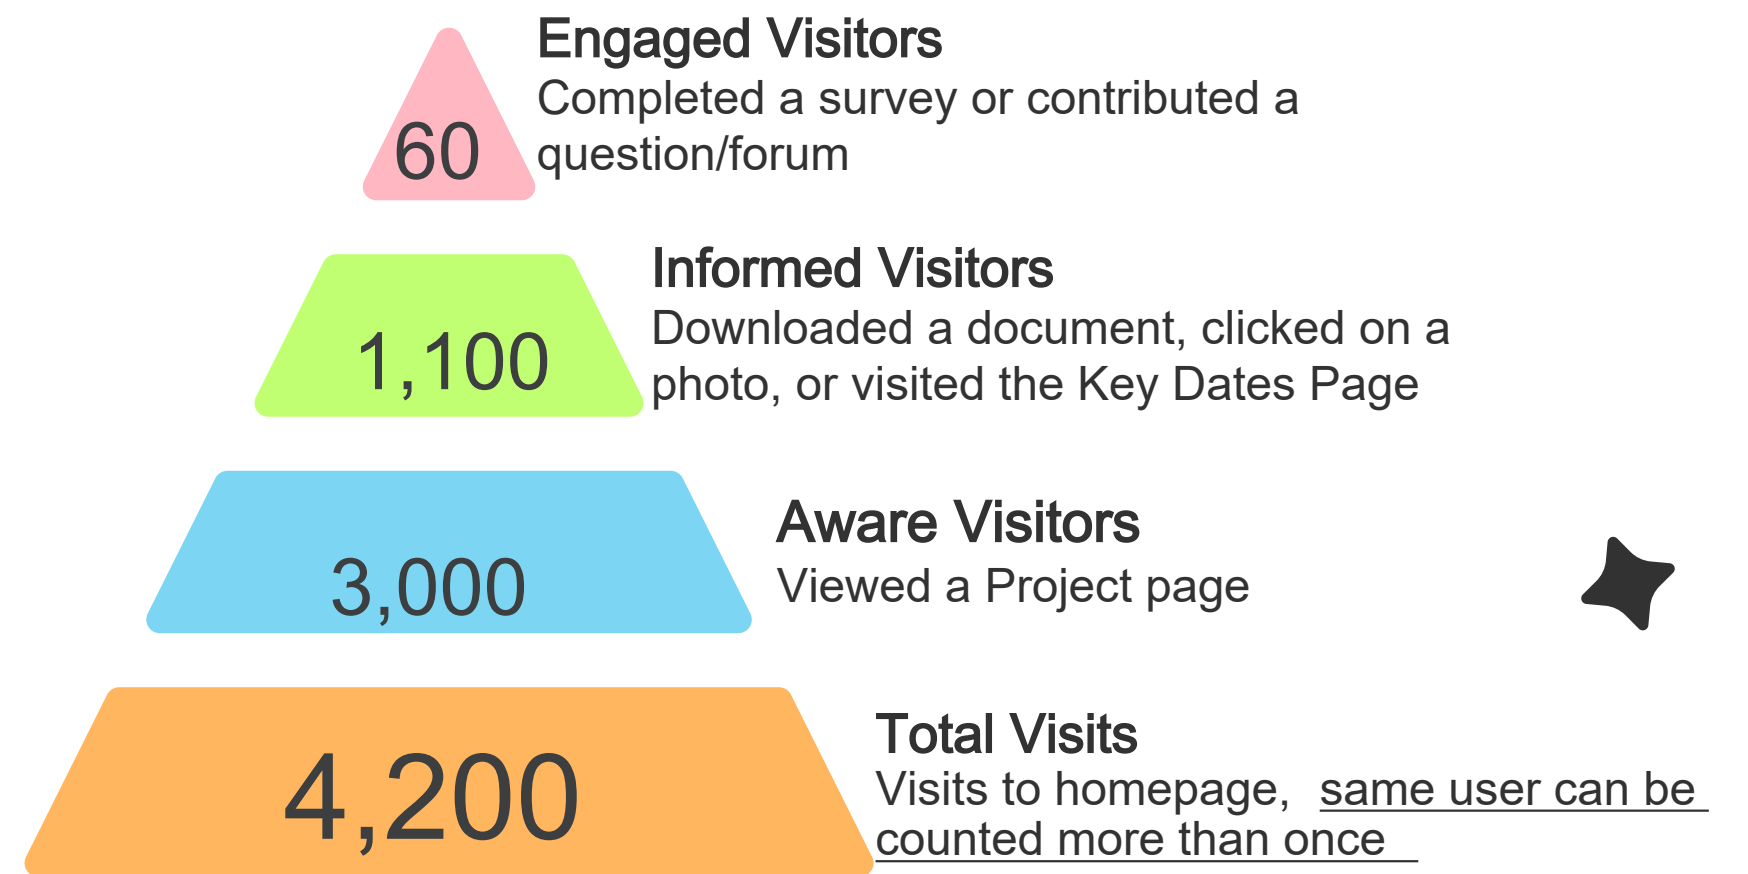 Engaged Visitors
Completed a survey or contributed a
question/forum
60
Informed Visitors
Downloaded a document, clicked on a
photo, or visited the Key Dates Page
1,100
Aware Visitors
Viewed a Project page
3,000
Total Visits
Visits to homepage, same user can be
counted more than once
4,200